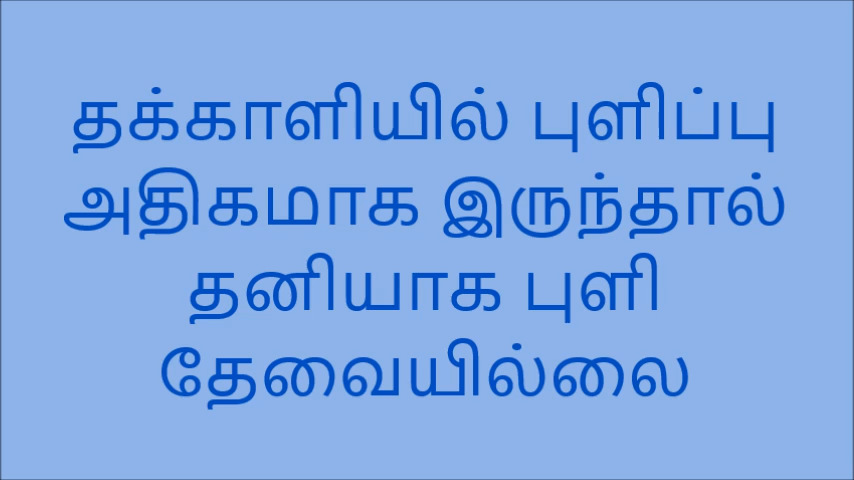 தக்காளியில் புளிப்பு
அதிகமாக இருந்தால்
தனியாக புளி
தேவையில்லை